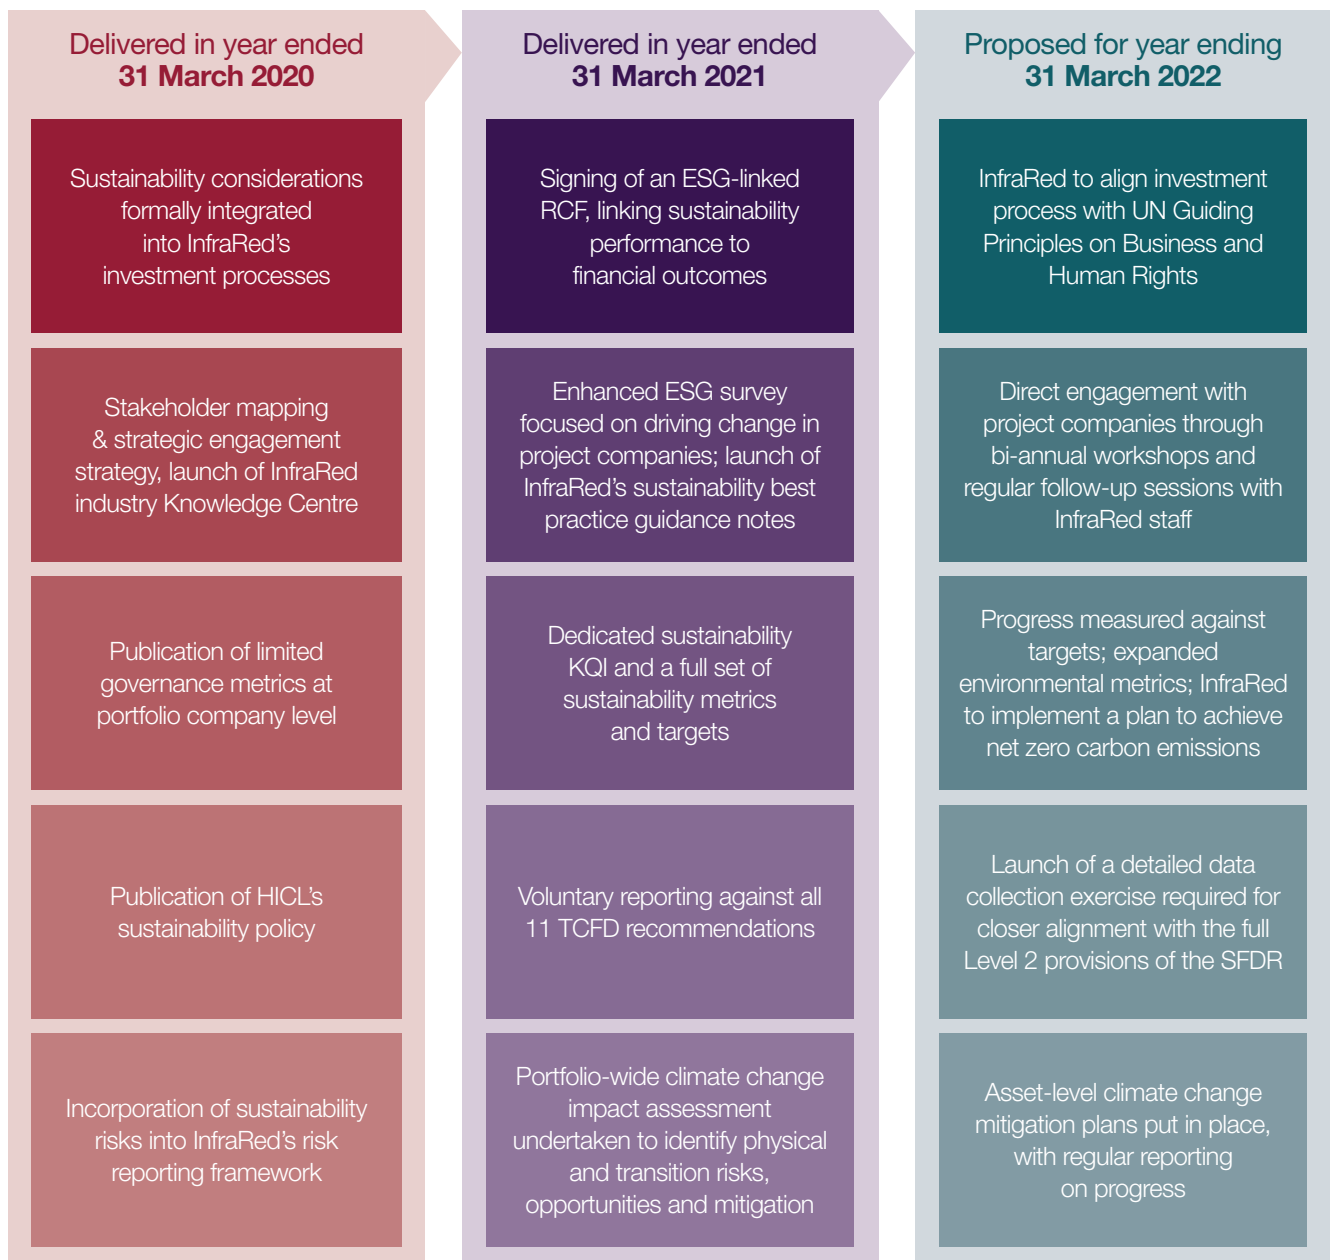 Delivered in year ended
31 March 2020
Sustainability considerations
formally integrated
into InfraRed’s
investment processes
Stakeholder mapping
& strategic engagement
strategy, launch of InfraRed
industry Knowledge Centre
Publication of limited
governance metrics at
portfolio company level
Publication of HICL’s
sustainability policy
Incorporation of sustainability
risks into InfraRed’s risk
reporting framework
Delivered in year ended
31 March 2021
Signing of an ESG-linked
RCF, linking sustainability
performance to
financial outcomes
Enhanced ESG survey
focused on driving change in
project companies; launch of
InfraRed’s sustainability best
practice guidance notes
Dedicated sustainability
KQI and a full set of
sustainability metrics
and targets
Voluntary reporting against all
11 TCFD recommendations
Portfolio-wide climate change
impact assessment
undertaken to identify physical
and transition risks,
opportunities and mitigation
Proposed for year ending
31 March 2022
InfraRed to align investment
process with UN Guiding
Principles on Business and
Human Rights
Direct engagement with
project companies through
bi-annual workshops and
regular follow-up sessions with
InfraRed staff
Progress measured against
targets; expanded
environmental metrics; InfraRed
to implement a plan to achieve
net zero carbon emissions
Launch of a detailed data
collection exercise required for
closer alignment with the full
Level 2 provisions of the SFDR
Asset-level climate change
mitigation plans put in place,
with regular reporting
on progress